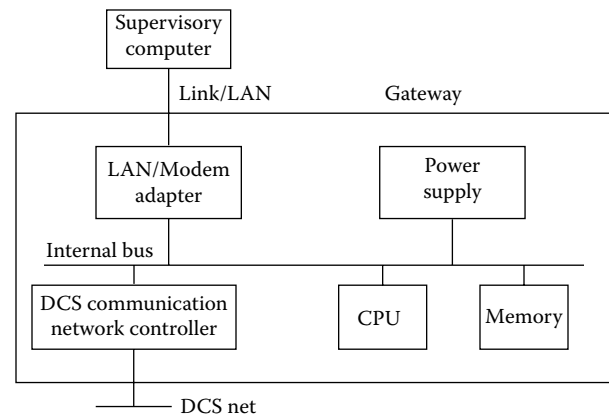 Supervisory
computer
Link/LAN
Gateway
LAN/Modem
adapter
Power
supply
Internal bus
DCS communication
network controller
CPU
Memory
DCS net